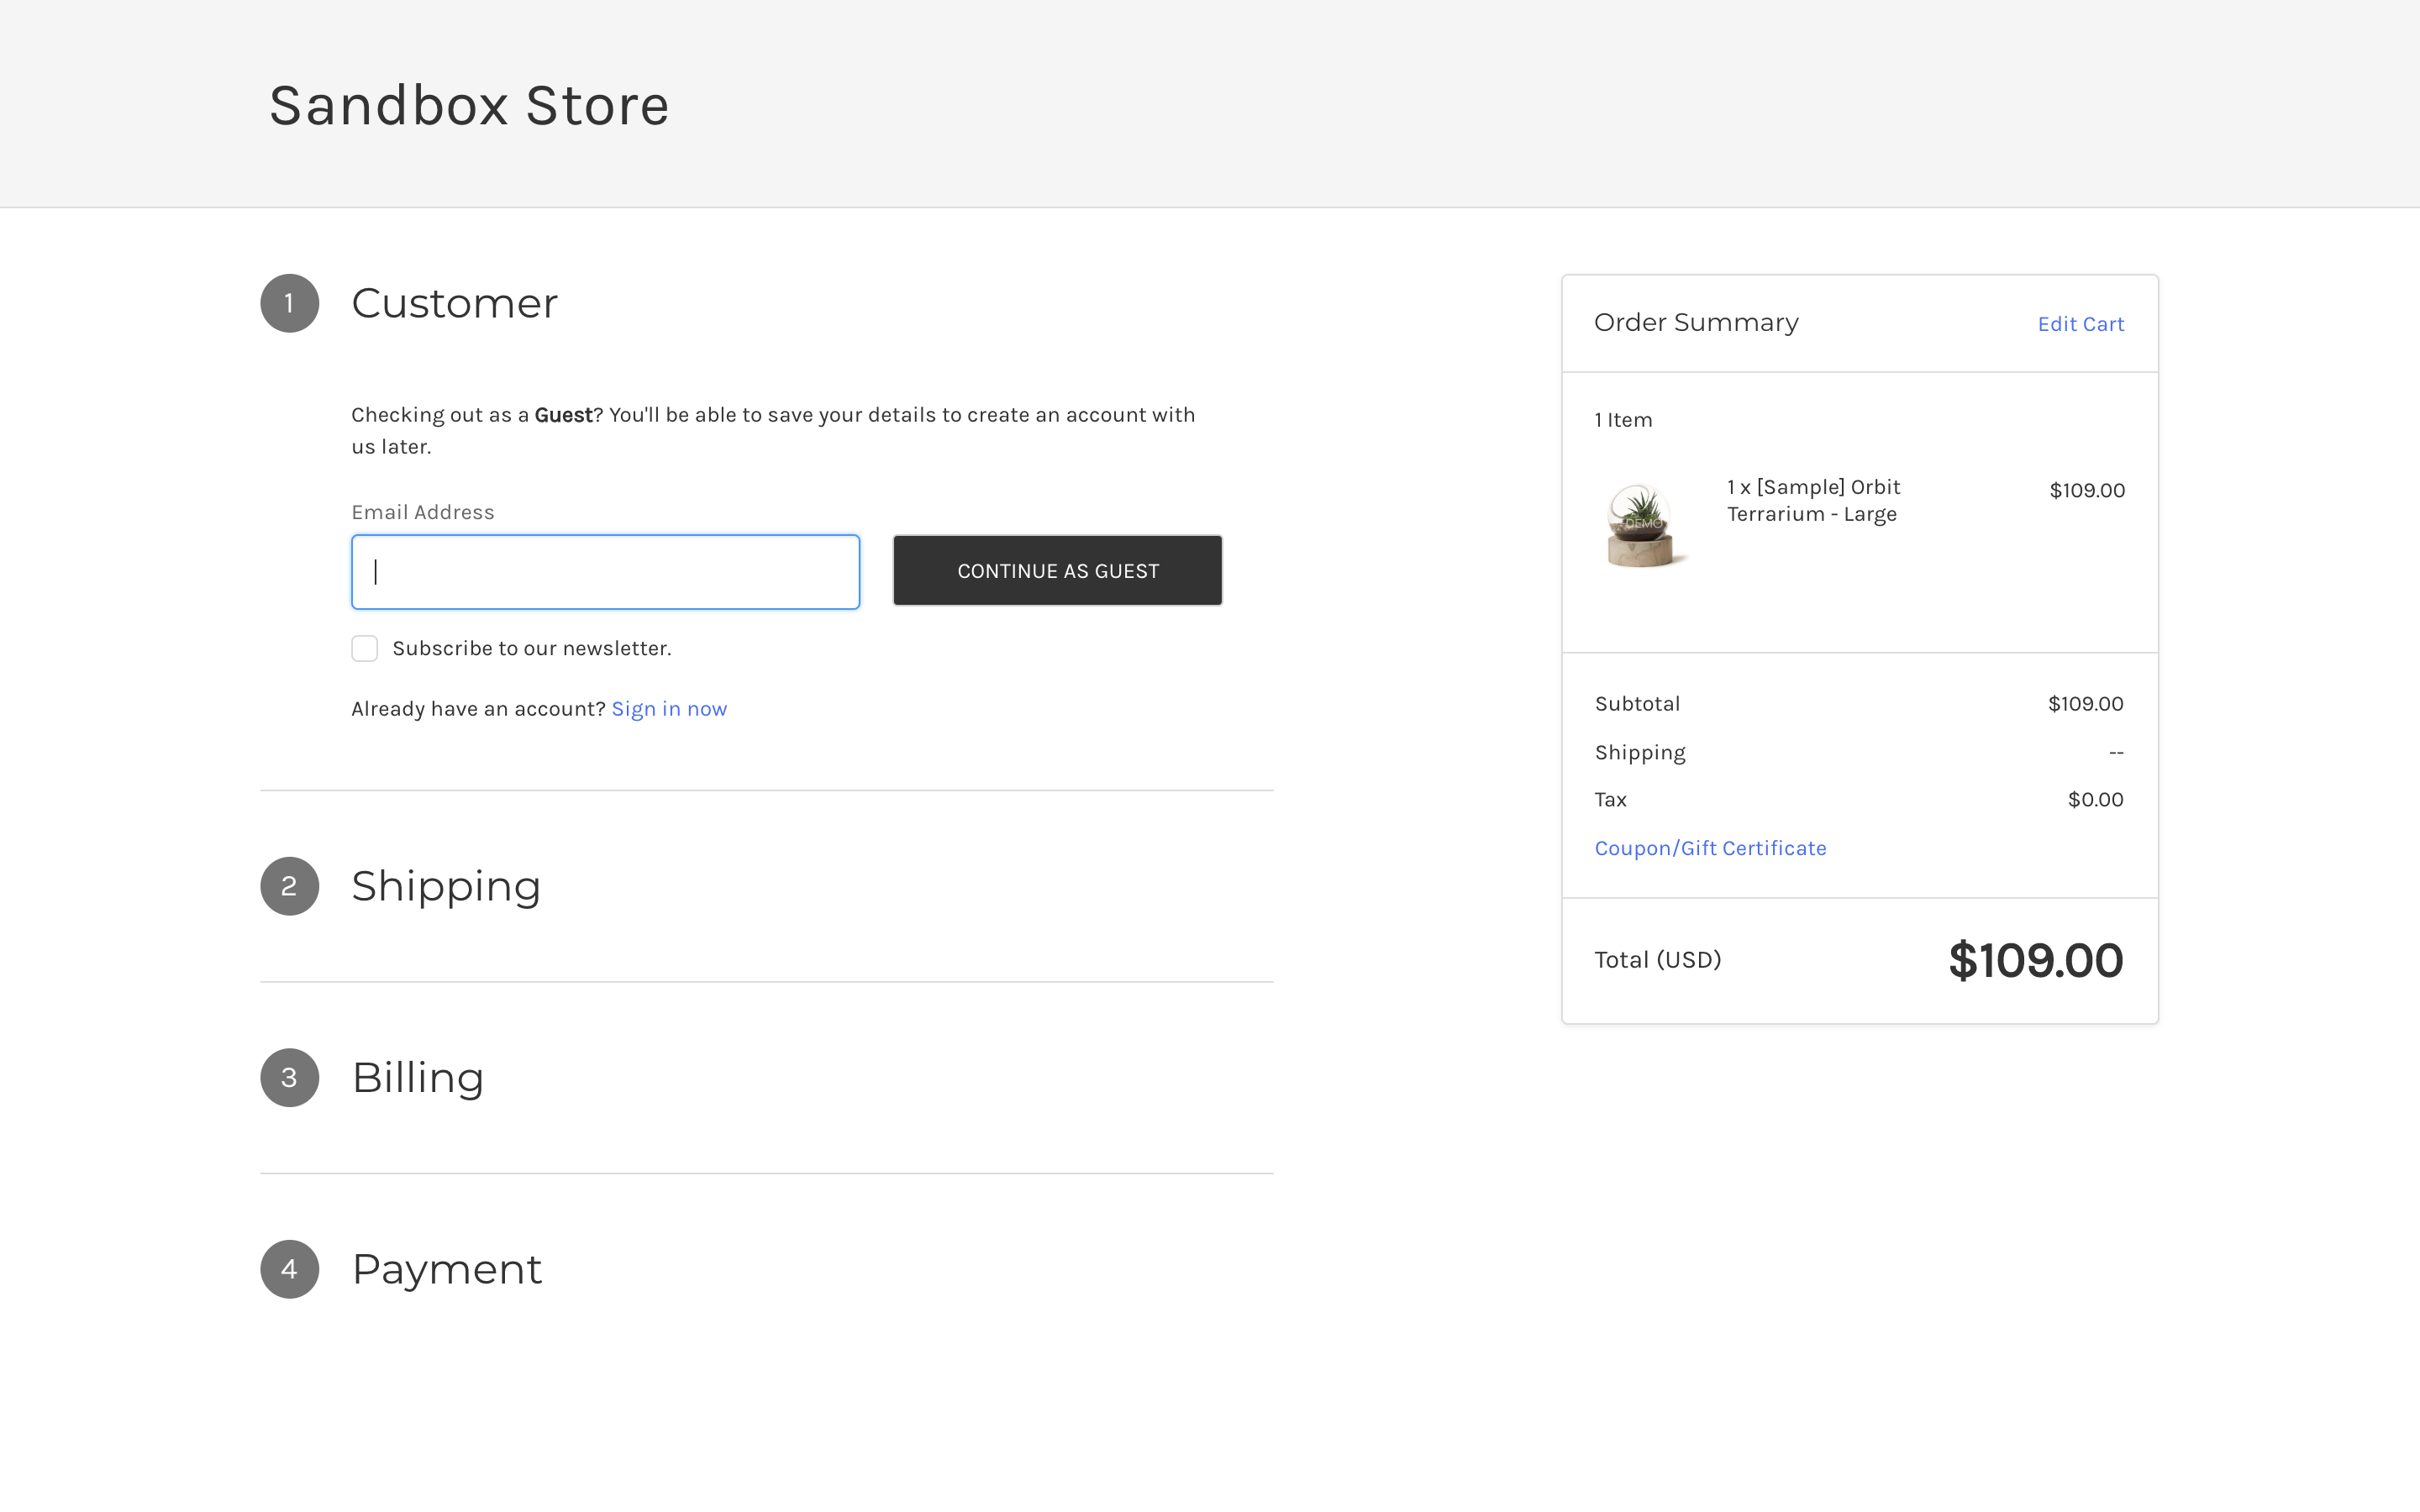 Sandbox Store
1 Customer
Checking out as a Guest? You'll be able to save your details to create an account with
us later.
Email Address
CONTINUE AS GUEST
Subscribe to our newsletter.
Already have an account? Sign in now
2 Shipping
3 Billing
4 Payment
Order Summary Edit Cart
1 Item
1 x [Sample] Orbit $109.00
Terrarium - Large
DEMO
Subtotal $109.00
Shipping --
Tax $0.00
Coupon/Gift Certificate
Total (USD) $109.00